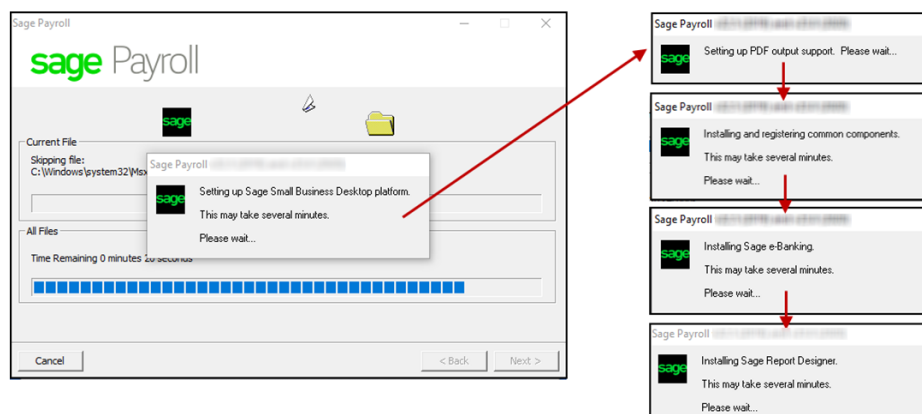 Sage Payroll
sage Payroll
sage
Current File
Skipping file:
C:\Windows\system32\Msx
Sage Payroll
sage
Setting up Sage Small Business Desktop platform.
This may take several minutes.
Please wait...
All Files
Time Remaining 0 minutes 20 seconds
Cancel
< Back
Next >
Sage Payroll
sage
Setting up PDF output support. Please wait...
Sage Payroll
sage
Installing and registering common components.
This may take several minutes.
Please wait...
Sage Payroll
sage
Installing Sage e-Banking.
This may take several minutes.
Please wait...
Sage Payroll
sage
Installing Sage Report Designer.
This may take several minutes.
Please wait...